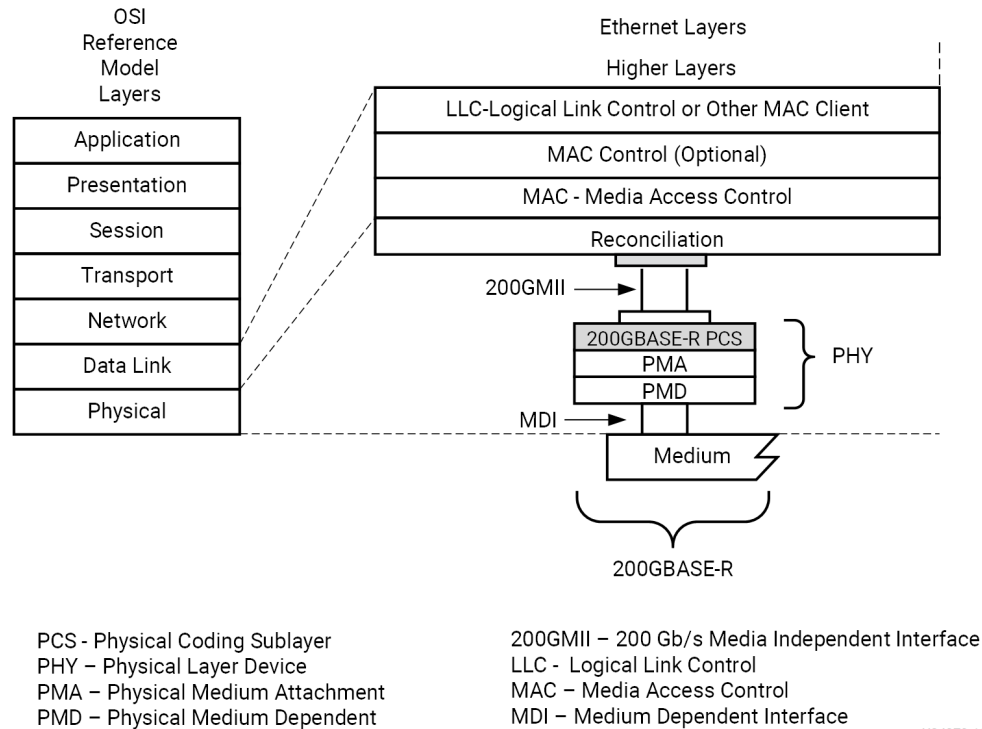 OSI
Reference
Model
Layers
Application
Presentation
Session
Transport
Network
Data Link
Physical
Ethernet Layers
Higher Layers
LLC-Logical Link Control or Other MAC Client
MAC Control (Optional)
MAC - Media Access Control
Reconciliation
200GMII
200GBASE-R PCS
PMA
PMD
PHY
MDI
Medium
200GBASE-R
PCS - Physical Coding Sublayer
PHY – Physical Layer Device
PMA – Physical Medium Attachment
PMD – Physical Medium Dependent
200GMII – 200 Gb/s Media Independent Interface
LLC - Logical Link Control
MAC – Media Access Control
MDI – Medium Dependent Interface